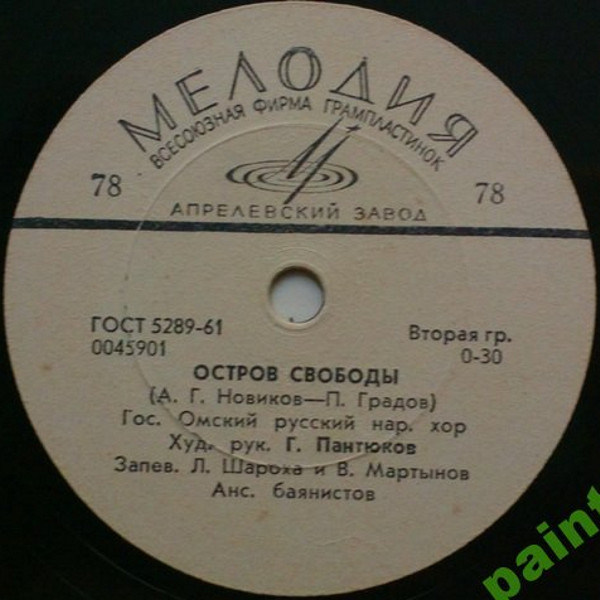 МЕЛОДИЯ
ВСЕСОЮЗНАЯ ФИРМА ГРАМПЛАСТИНОК
78 78
АПРЕЛЕВСКИЙ ЗАВОД
ГОСТ 5289-61 Вторая гр.
0045901 0-30
ОСТРОВ СВОБОДЫ
(А. Г. Новиков—П. Градов)
Гос. Омский русский нар. хор
Худ. рук. Г. Пантюков
Запев. Л. Шароха и В. Мартынов
Анс. баянистов
paint